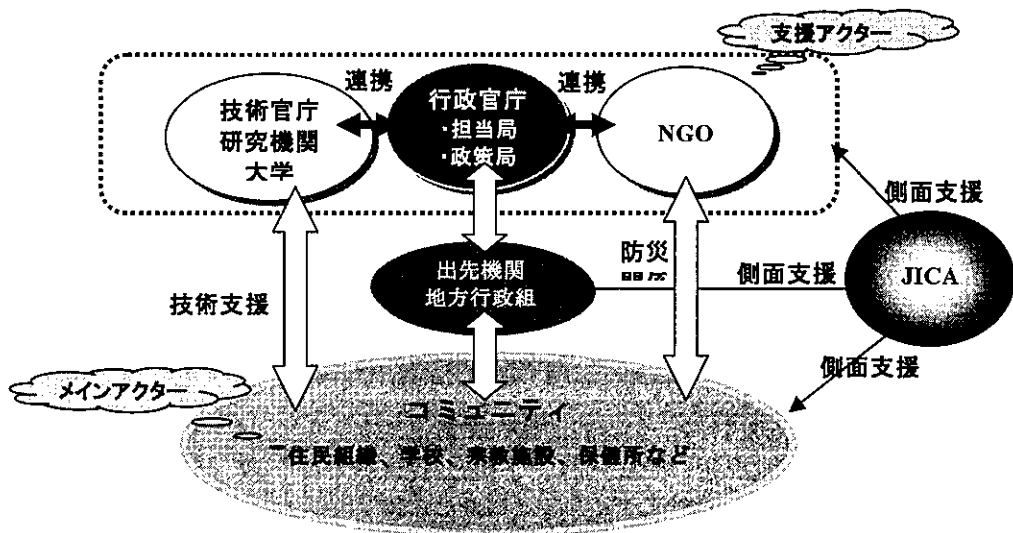 支援アクター
連携
連携
技術官庁
研究機関
大学
行政官庁
・担当局
・政策局
NGO
側面支援
防災
出先機関
地方行政組
側面支援
JICA
技術支援
側面支援
メインアクター
コミュニティ
住民組織、学校、宗教施設、保健所など